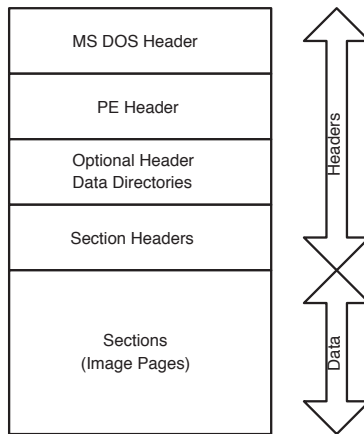 MS DOS Header
PE Header
Optional Header
Data Directories
Section Headers
Sections
(Image Pages)
Headers
Data